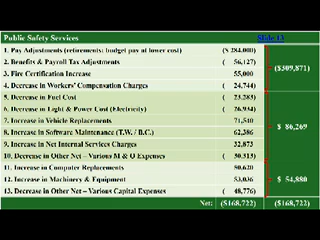 Public Safety Services Slide 13
1. Pay Adjustments (retirements; budget pay at lower cost) ($ 284,000)
2. Benefits & Payroll Tax Adjustments ( 56,127)
3. Fire Certification Increase 55,000
4. Decrease in Workers' Compensation Charges ( 24,744)
($309,871)
5. Decrease in Fuel Cost ( 23,285)
6. Decrease in Light & Power Cost (Electricity) ( 26,934)
7. Increase in Vehicle Replacements 71,540
8. Increase in Software Maintenance (T.W. / B.C.) 62,386
9. Increase in Net Internal Services Charges 32,875
10. Decrease in Other Net – Various M & O Expenses ( 30,313)
$ 86,269
11. Increase in Computer Replacements 50,620
12. Increase in Machinery & Equipment 53,036
13. Decrease in Other Net – Various Capital Expenses ( 48,776)
$ 54,880
Net: ($168,722) ($168,722)